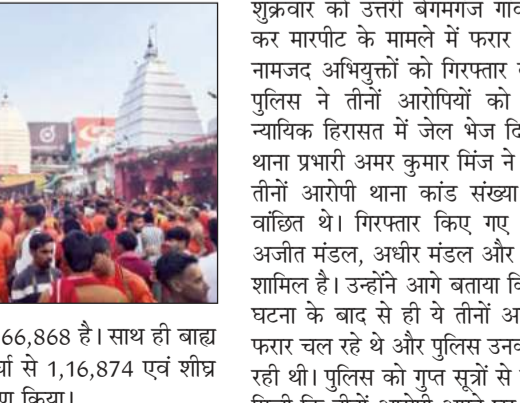 66,868 है। साथ ही बाह्य
से 1,16,874 एवं शीघ्र
किया।
शुक्रवार को उत्तरी बेगमगंज
कर मारपीट के मामले में फरार
नामजद अभियुक्तों को गिरफ्तार
पुलिस ने तीनों आरोपियों को
न्यायिक हिरासत में जेल भेज
थाना प्रभारी अमर कुमार मिंज ने
तीनों आरोपी थाना कांड संख्या
वांछित थे। गिरफ्तार किए गए
अजीत मंडल, अधीर मंडल और
शामिल है। उन्होंने आगे बताया
घटना के बाद से ही ये तीनों
फरार चल रहे थे और पुलिस
रही थी। पुलिस को गुप्त सूत्रों से